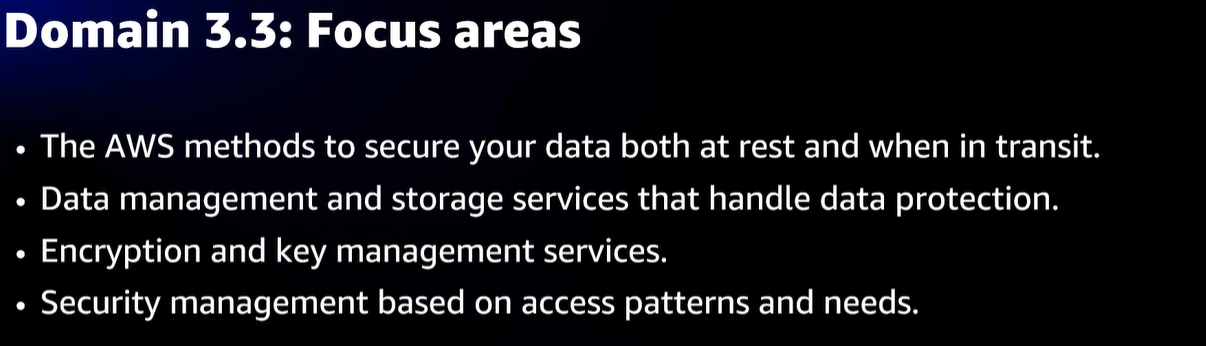 Domain 3.3: Focus areas
• The AWS methods to secure your data both at rest and when in transit.
• Data management and storage services that handle data protection.
• Encryption and key management services.
• Security management based on access patterns and needs.